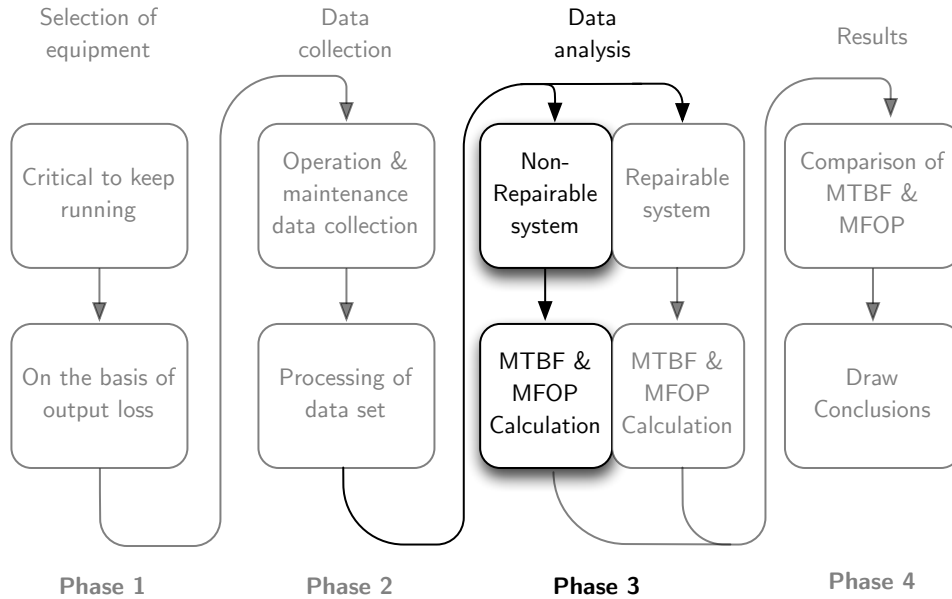 Selection of
equipment
Data
collection
Data
analysis
Results
Critical to keep
running
Operation &
maintenance
data collection
Non-
Repairable
system
Repairable
system
Comparison of
MTBF &
MFOP
On the basis of
output loss
Processing of
data set
MTBF &
MFOP
Calculation
MTBF &
MFOP
Calculation
Draw
Conclusions
Phase 1
Phase 2
Phase 3
Phase 4